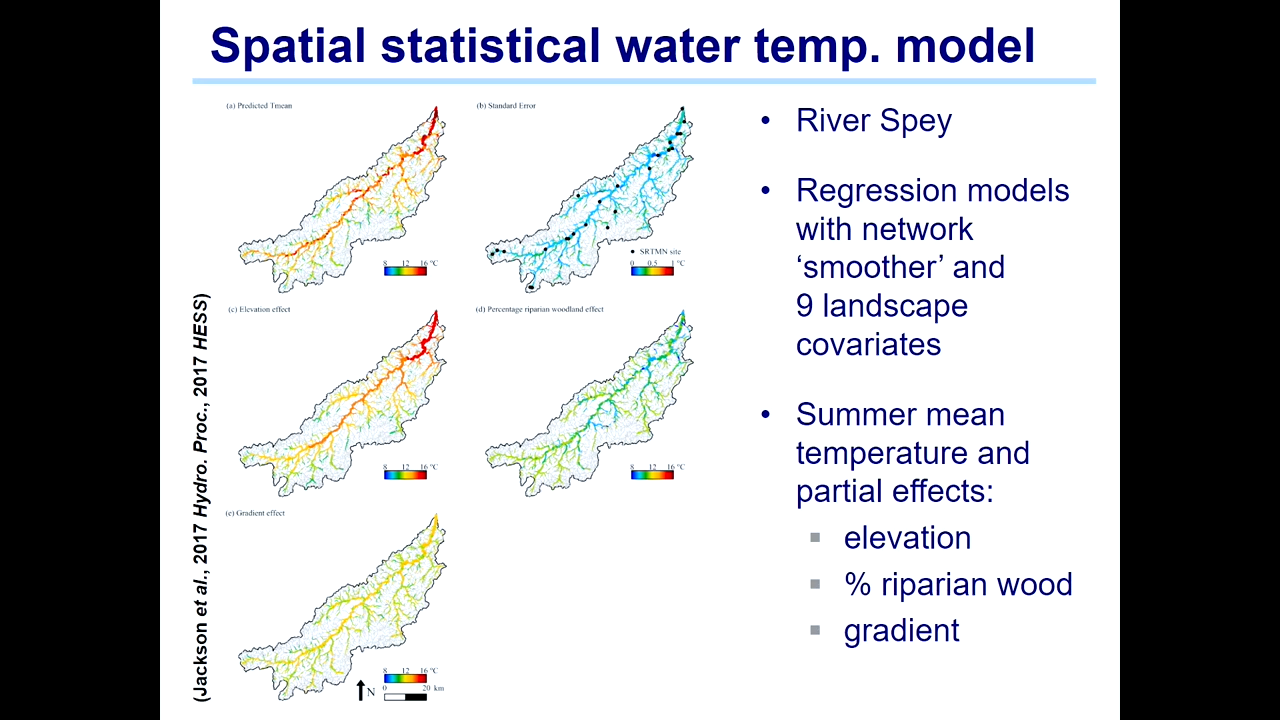 Spatial statistical water temp. model
(a) Predicted Tmean
8 12 16 °C
(b) Standard Error
SRTMN site
0 0.5 1 °C
(c) Elevation effect
8 12 16 °C
(d) Percentage riparian woodland effect
8 12 16 °C
(e) Gradient effect
8 12 16 °C
N
0 20 km
(Jackson et al., 2017 Hydro. Proc., 2017 HESS)
• River Spey
• Regression models
with network
‘smoother’ and
9 landscape
covariates
• Summer mean
temperature and
partial effects:
▪ elevation
▪ % riparian wood
▪ gradient